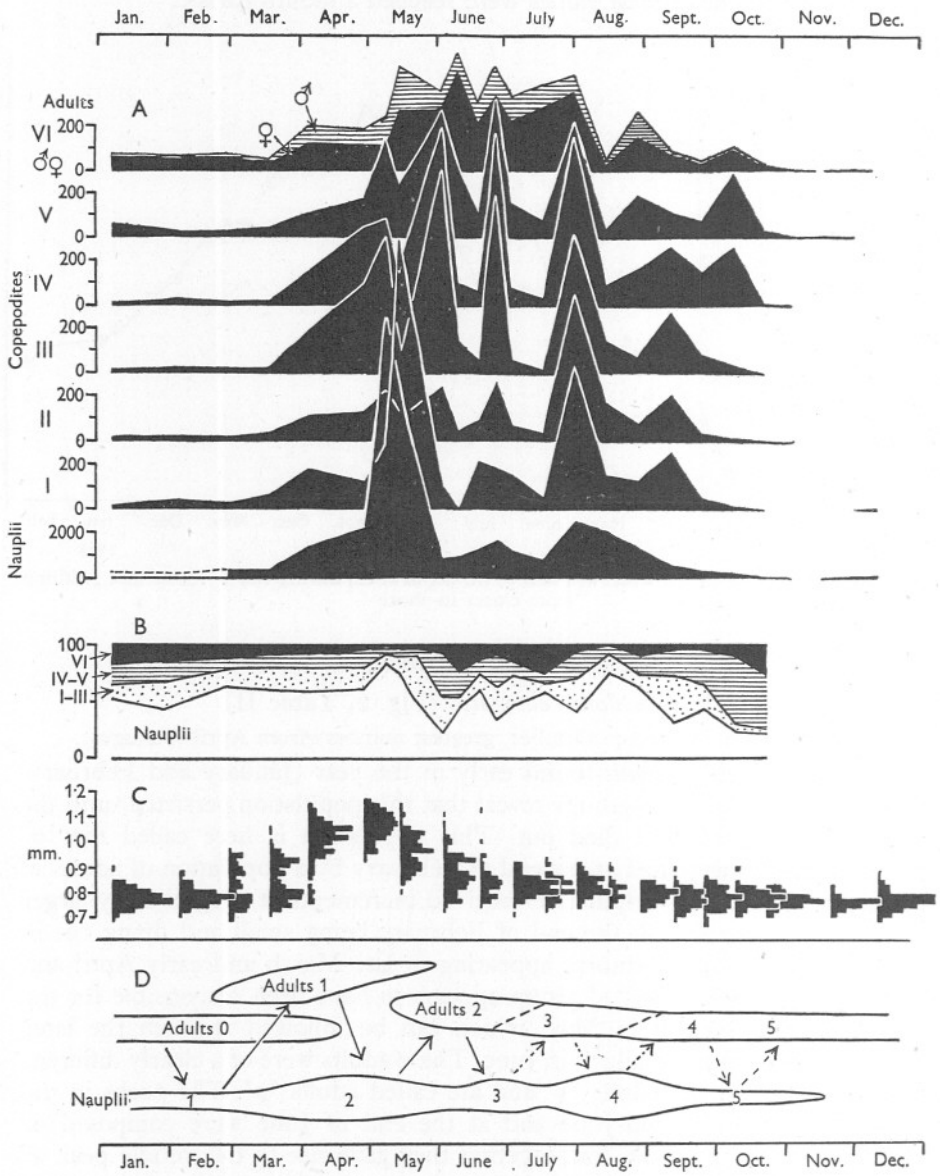 Jan. Feb. Mar. Apr. May June July Aug. Sept. Oct. Nov. Dec.
A
Adults
VI
♂♀
♀
♂
200
0
V
200
0
IV
200
0
III
200
0
II
200
0
I
200
0
Copepodites
Nauplii
2000
0
B
100
VI
IV–V
I–III
Nauplii
0
C
1·2
1·1
mm. 1·0
0·9
0·8
0·7
D
Adults 1
Adults 0
Adults 2
3
4
5
Nauplii 1 2 3 4 5
Jan. Feb. Mar. Apr. May June July Aug. Sept. Oct. Nov. Dec.